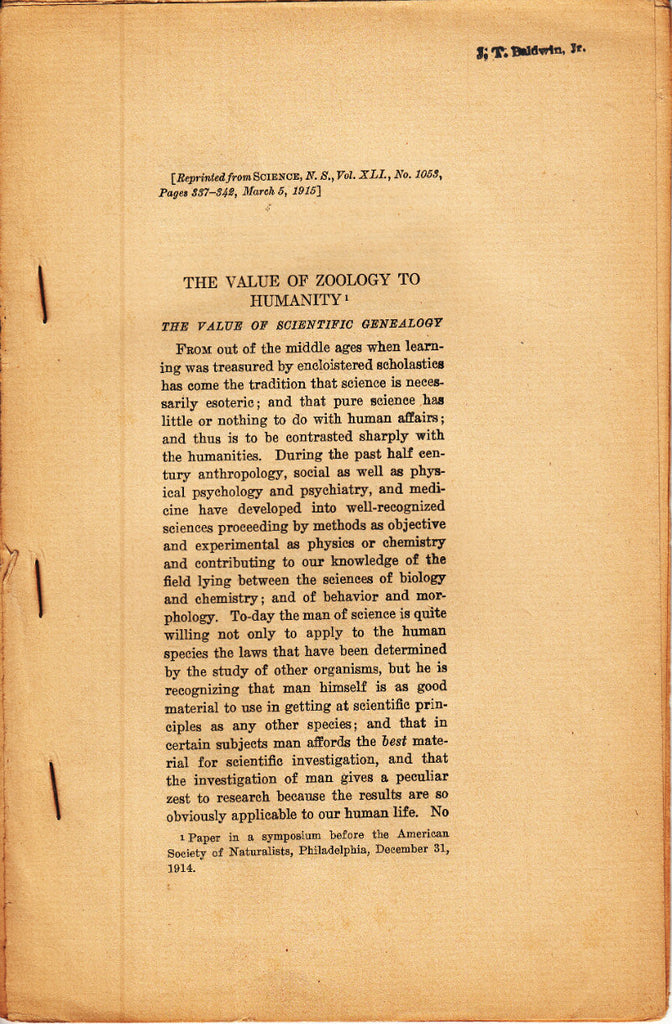 J. T. Baldwin, Jr.
[Reprinted from SCIENCE, N. S., Vol. XLI., No. 1053,
Pages 337–342, March 5, 1915]
THE VALUE OF ZOOLOGY TO
HUMANITY¹
THE VALUE OF SCIENTIFIC GENEALOGY
FROM out of the middle ages when learn-
ing was treasured by encloistered scholastics
has come the tradition that science is neces-
sarily esoteric; and that pure science has
little or nothing to do with human affairs;
and thus is to be contrasted sharply with
the humanities. During the past half cen-
tury anthropology, social as well as phys-
ical psychology and psychiatry, and medi-
cine have developed into well-recognized
sciences proceeding by methods as objective
and experimental as physics or chemistry
and contributing to our knowledge of the
field lying between the sciences of biology
and chemistry; and of behavior and mor-
phology. To-day the man of science is quite
willing not only to apply to the human
species the laws that have been determined
by the study of other organisms, but he is
recognizing that man himself is as good
material to use in getting at scientific prin-
ciples as any other species; and that in
certain subjects man affords the best mate-
rial for scientific investigation, and that
the investigation of man gives a peculiar
zest to research because the results are so
obviously applicable to our human life. No
¹ Paper in a symposium before the American
Society of Naturalists, Philadelphia, December 31,
1914.